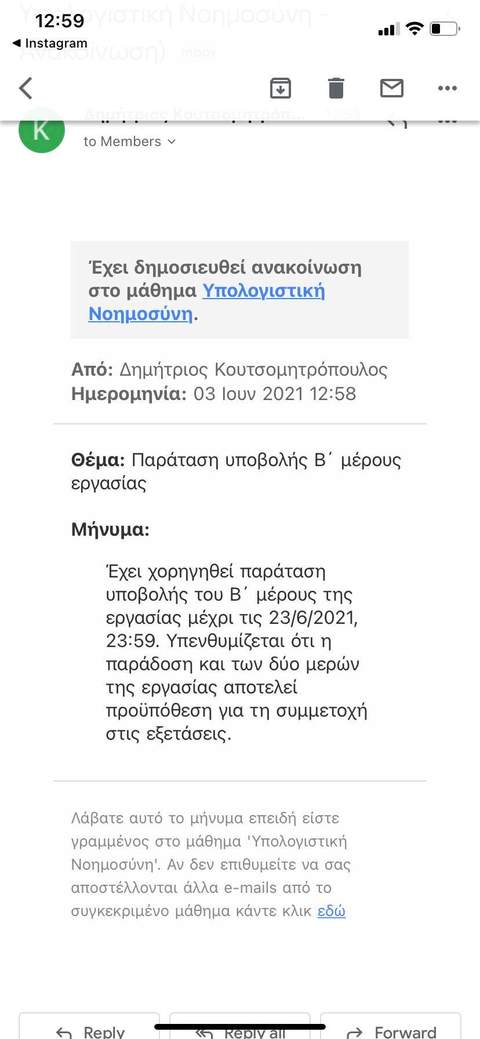 12:59
Instagram
Υπολογιστική Νοημοσύνη -
Ανακοίνωση)
K
Δημήτριος Κουτσομητρόπο...
to Members
Έχει δημοσιευθεί ανακοίνωση
στο μάθημα Υπολογιστική
Νοημοσύνη.
Από: Δημήτριος Κουτσομητρόπουλος
Ημερομηνία: 03 Ιουν 2021 12:58
Θέμα: Παράταση υποβολής Β΄ μέρους
εργασίας
Μήνυμα:
Έχει χορηγηθεί παράταση
υποβολής του Β΄ μέρους της
εργασίας μέχρι τις 23/6/2021,
23:59. Υπενθυμίζεται ότι η
παράδοση και των δύο μερών
της εργασίας αποτελεί
προϋπόθεση για τη συμμετοχή
στις εξετάσεις.
Λάβατε αυτό το μήνυμα επειδή είστε
γραμμένος στο μάθημα 'Υπολογιστική
Νοημοσύνη'. Αν δεν επιθυμείτε να σας
αποστέλλονται άλλα e-mails από το
συγκεκριμένο μάθημα κάντε κλικ εδώ
Reply
Reply all
Forward